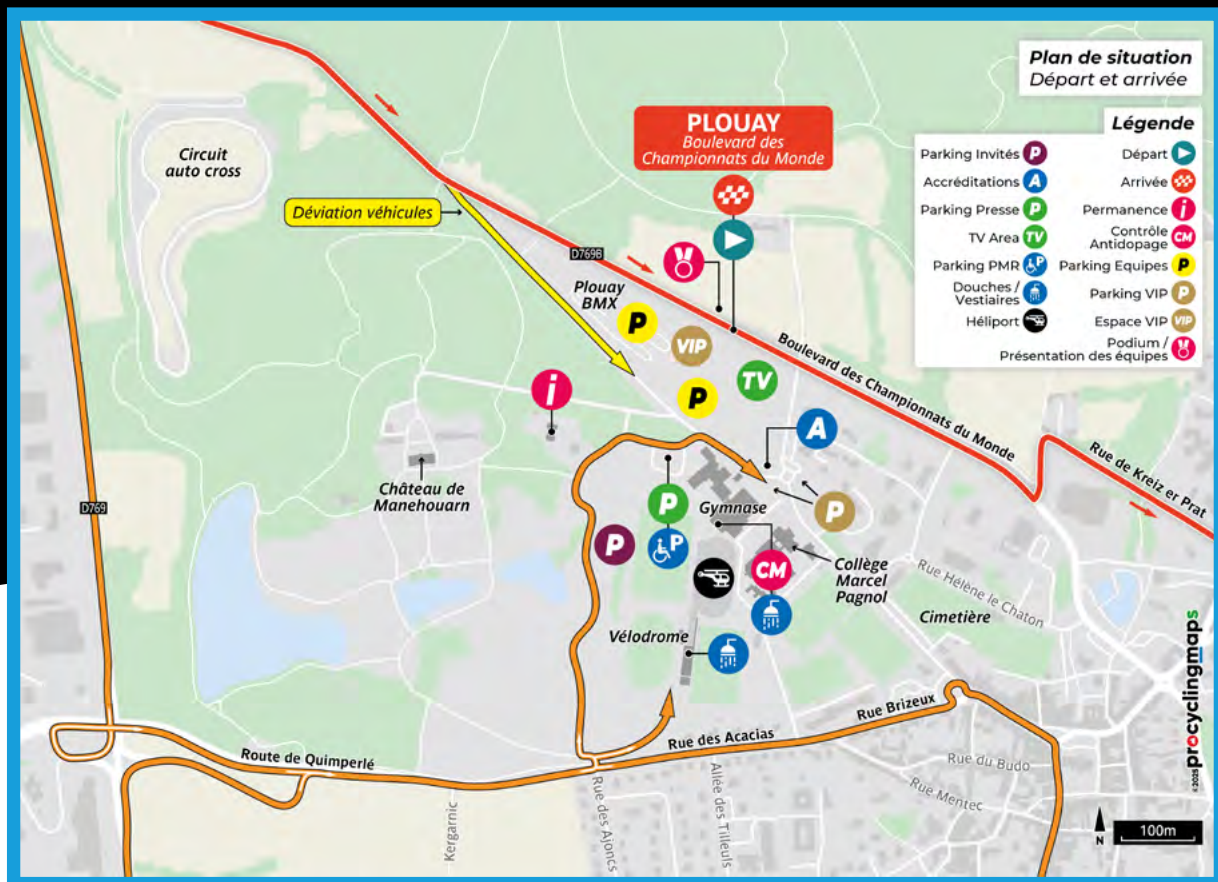 Plan de situation
Départ et arrivée
Légende
Parking Invités P
Départ
Accréditations A
Arrivée
Parking Presse P
Permanence i
TV Area TV
Contrôle
Antidopage CM
Parking PMR P
Parking Equipes P
Douches /
Vestiaires
Parking VIP P
Héliport
Espace VIP VIP
Podium /
Présentation des équipes
PLOUAY
Boulevard des
Championnats du Monde
Circuit
auto cross
Déviation véhicules
D769B
Plouay
BMX
P
VIP
P
TV
Boulevard des Championnats du Monde
Rue de Kreiz er Prat
i
A
Château de
Manehouarn
D769
P
Gymnase
P
P
P
CM
Collège
Marcel
Pagnol
Rue Hélène le Chaton
Cimetière
Vélodrome
Rue Brizeux
Rue des Acacias
Route de Quimperlé
Rue du Budo
Rue Mentec
Kergarnic
Rue des Ajoncs
Allée des Tilleuls
©2025 procyclingmaps
N
100m